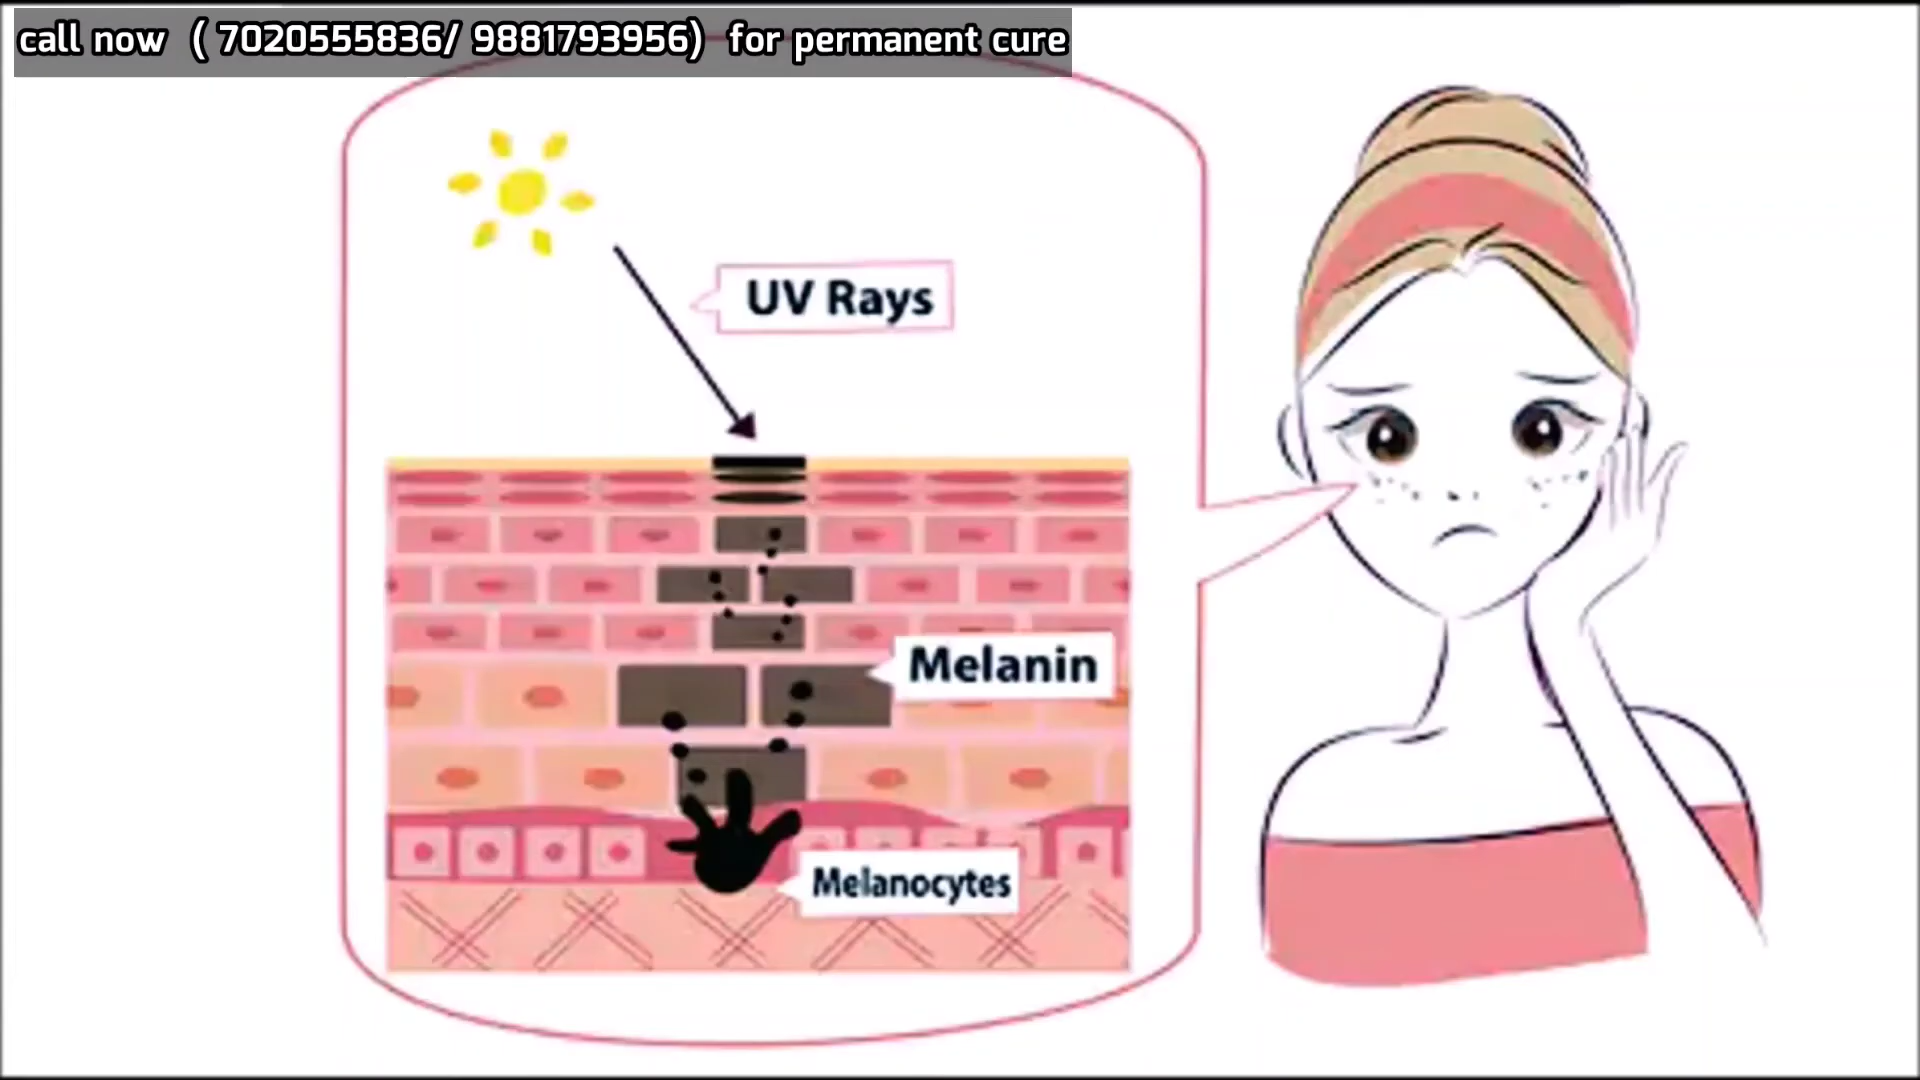 call now ( 7020555836/ 9881793956) for permanent cure
UV Rays
Melanin
Melanocytes